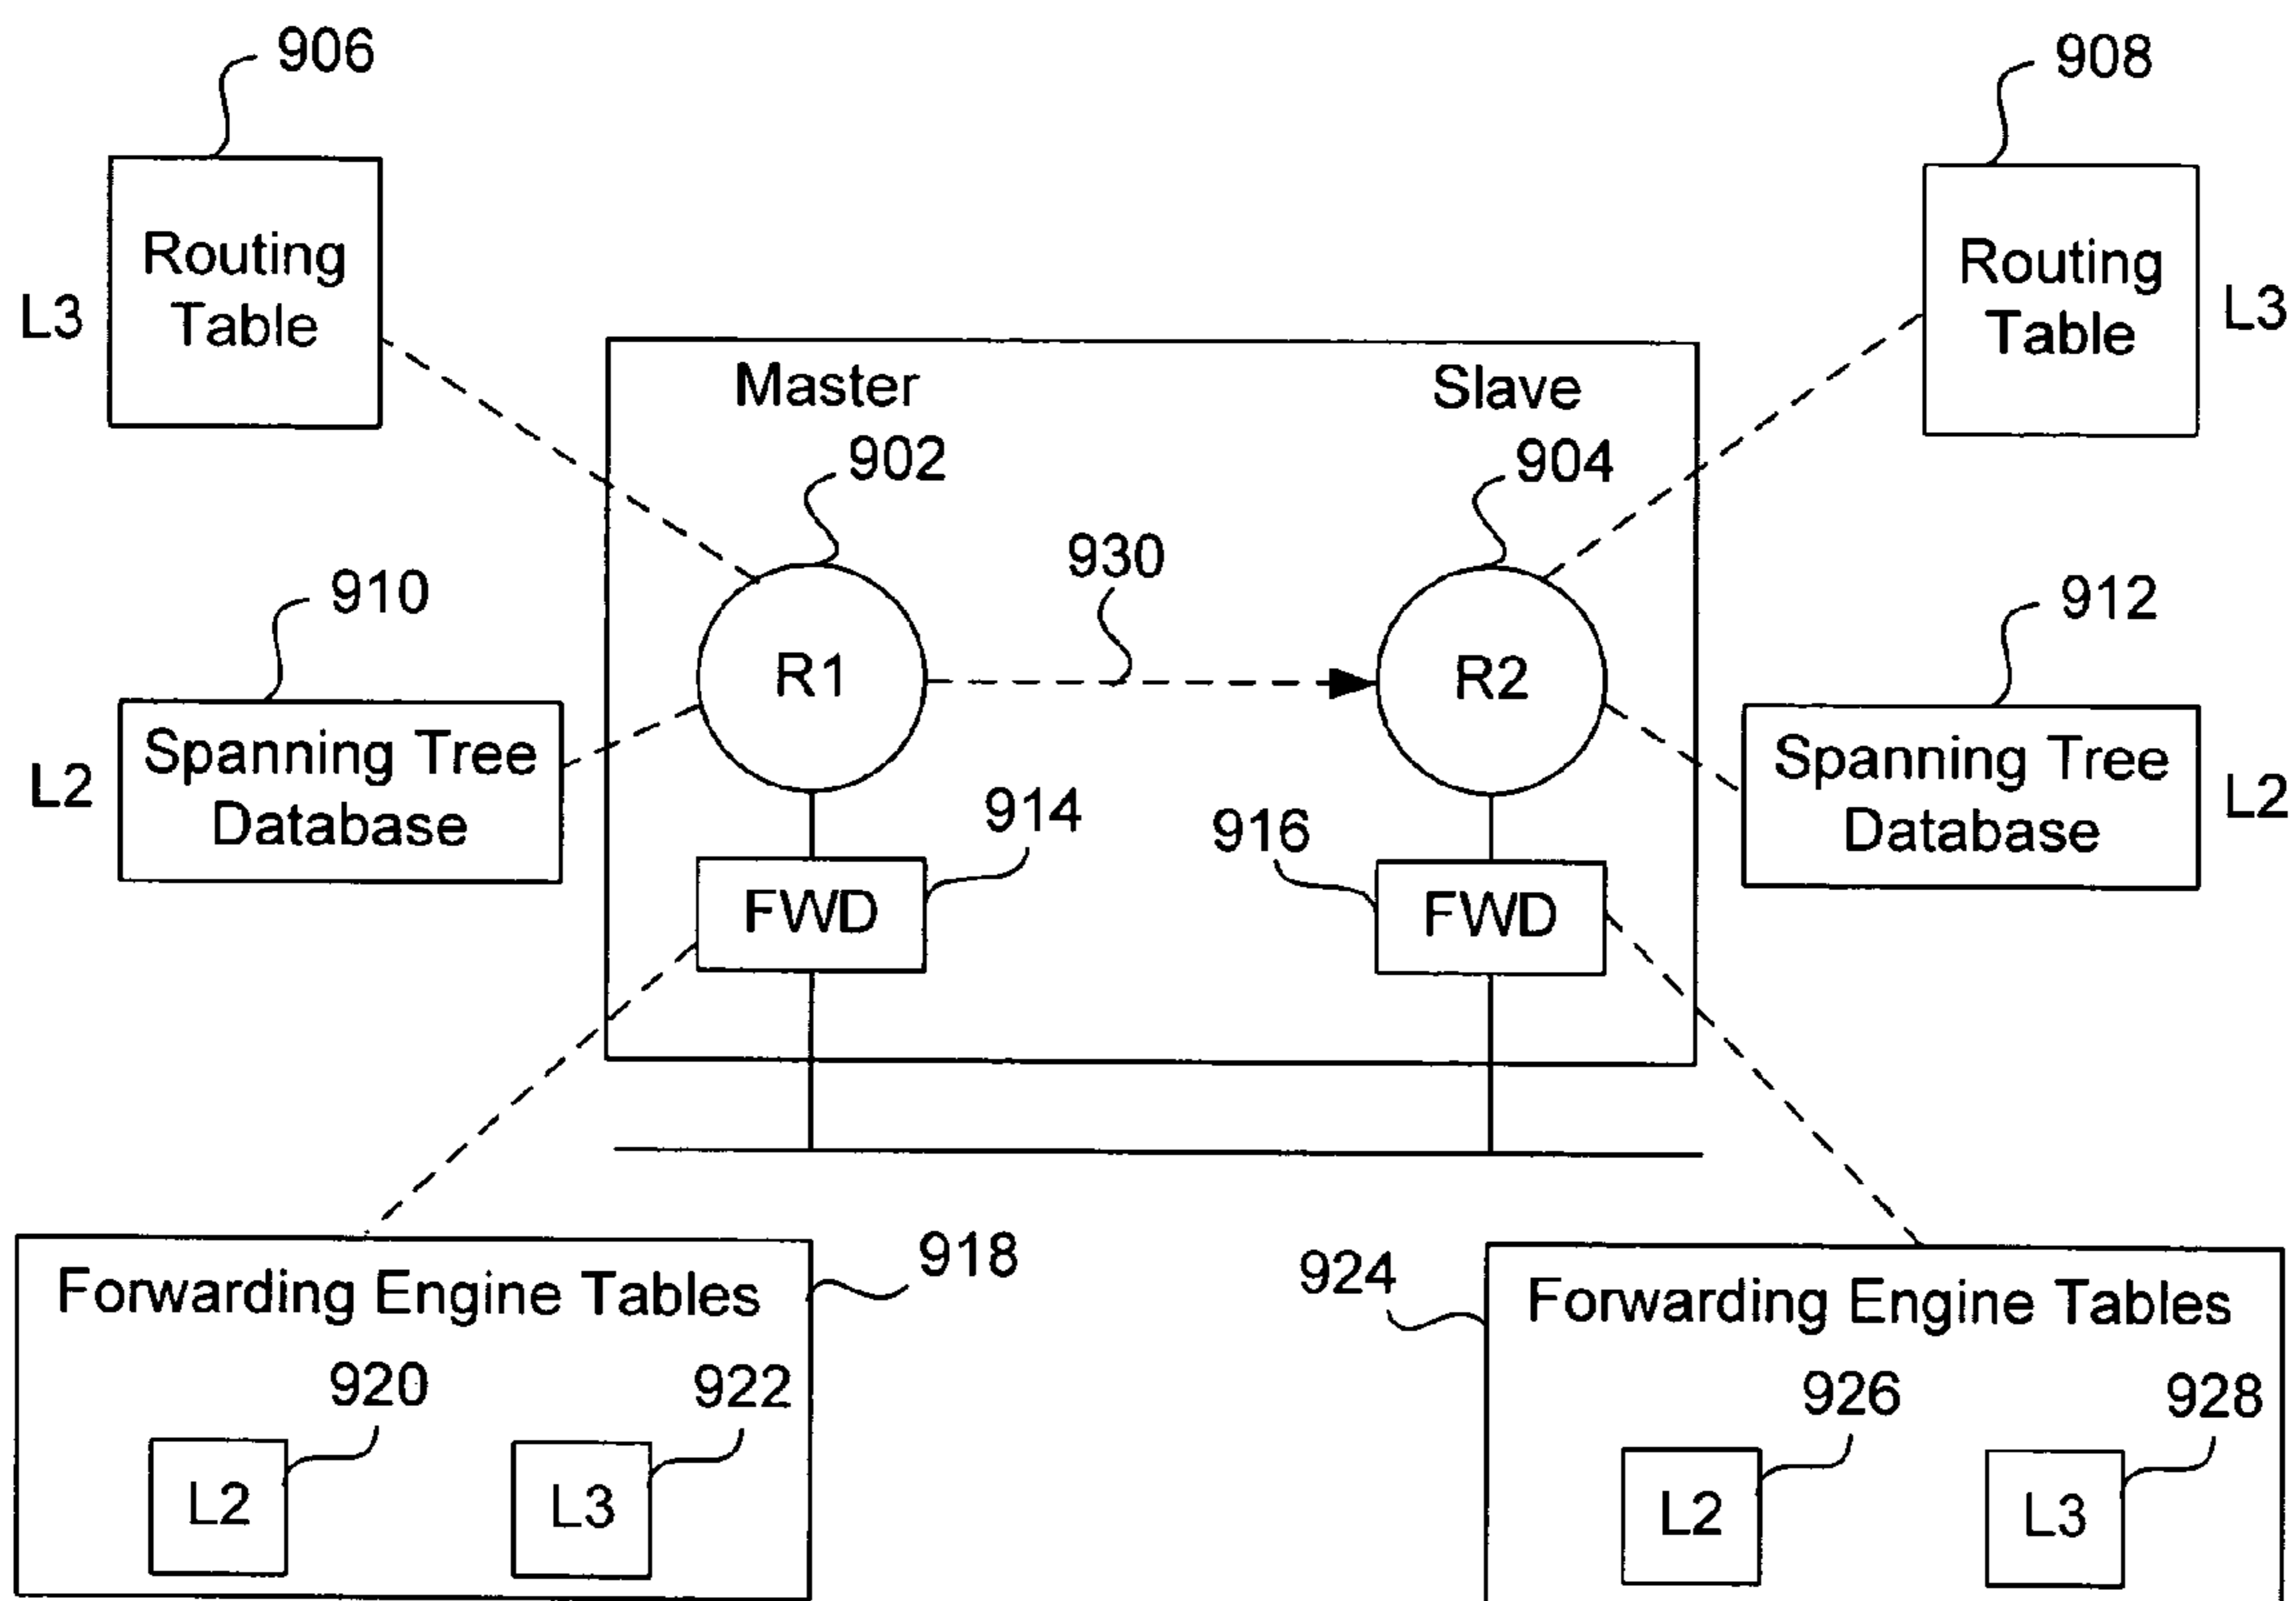 906
908
Routing
Table
L3
Routing
Table
L3
Master
Slave
902
904
930
910
912
R1
R2
Spanning Tree
Database
L2
Spanning Tree
Database
L2
914
916
FWD
FWD
918
924
Forwarding Engine Tables
Forwarding Engine Tables
920
922
926
928
L2
L3
L2
L3